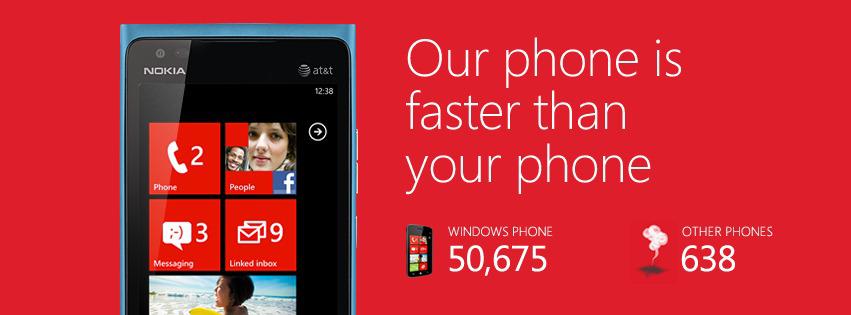 NOKIA
at&t
12:38
2
Phone
People
f
3
Messaging
9
Linked inbox
Our phone is
faster than
your phone
WINDOWS PHONE
50,675
OTHER PHONES
638